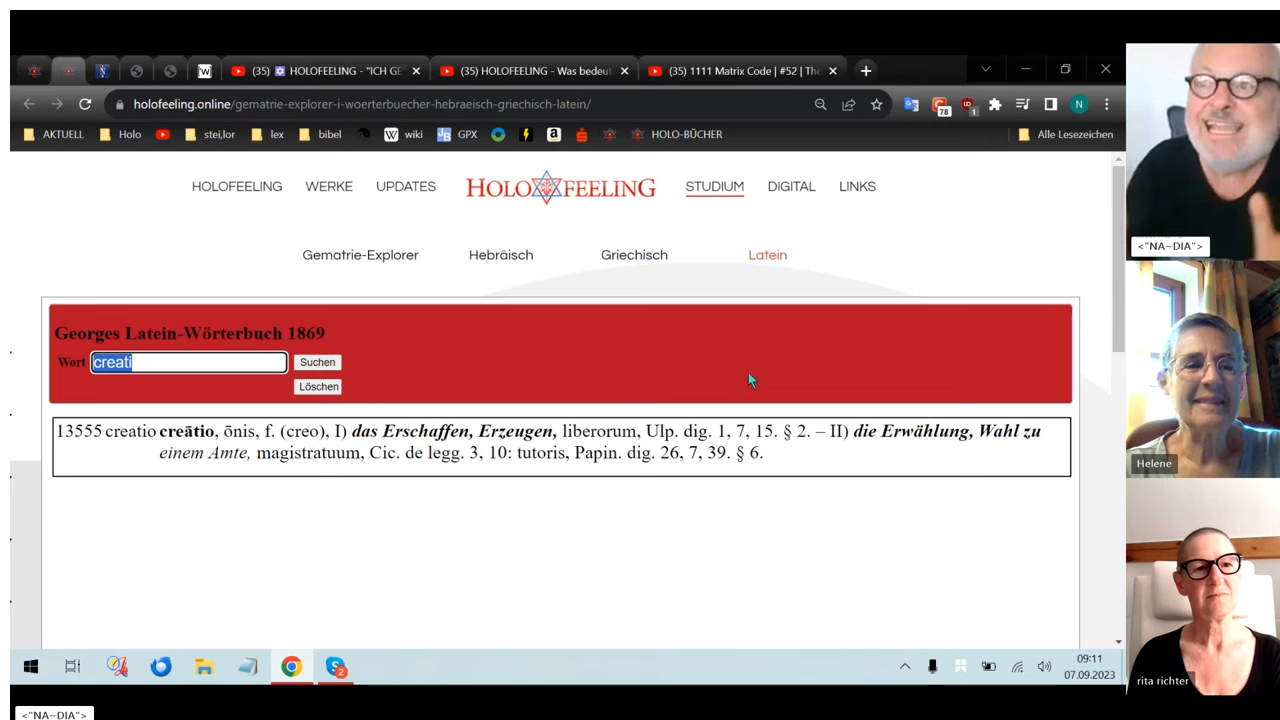 (35) ✡ HOLOFEELING - "ICH GE
(35) HOLOFEELING - Was bedeu
(35) 1111 Matrix Code | #52 | The
holofeeling.online/gematrie-explorer-i-woerterbuecher-hebraeisch-griechisch-latein/
78
1
N
AKTUELL
Holo
stei,lor
lex
bibel
W wiki
GPX
HOLO-BÜCHER
Alle Lesezeichen
HOLOFEELING
WERKE
UPDATES
HOLOFEELING
STUDIUM
DIGITAL
LINKS
Gematrie-Explorer
Hebräisch
Griechisch
Latein
Georges Latein-Wörterbuch 1869
Wort creati Suchen
Löschen
13555 creatio creātio, ōnis, f. (creo), I) das Erschaffen, Erzeugen, liberorum, Ulp. dig. 1, 7, 15. § 2. – II) die Erwählung, Wahl zu
einem Amte, magistratuum, Cic. de legg. 3, 10: tutoris, Papin. dig. 26, 7, 39. § 6.
<"NA~DIA">
Helene
rita richter
2
09:11
07.09.2023
<"NA~DIA">